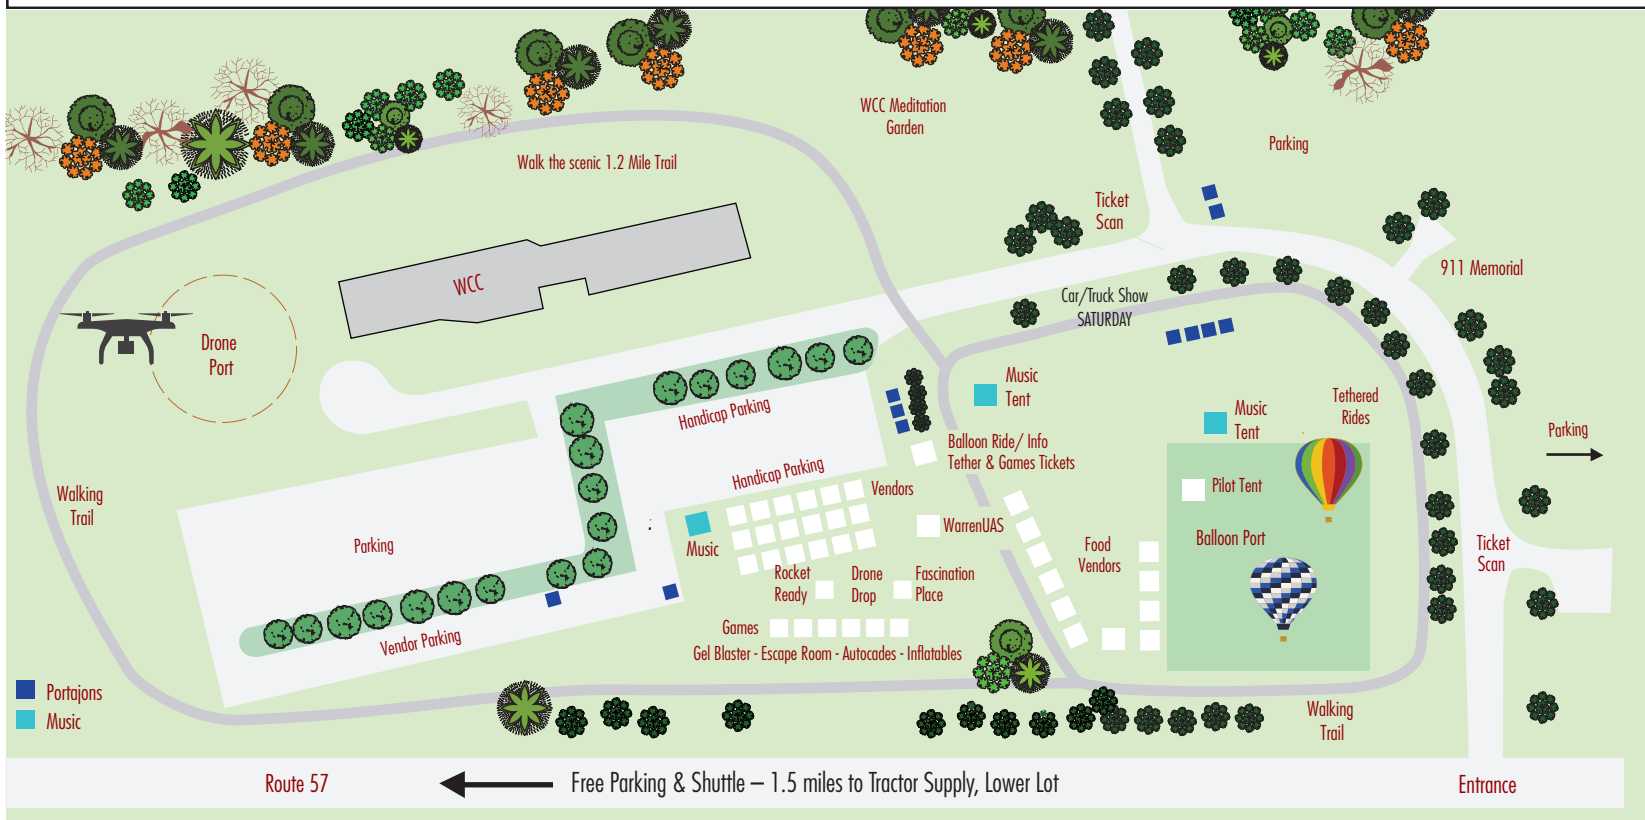 WCC Meditation
Garden
Parking
Walk the scenic 1.2 Mile Trail
Ticket
Scan
WCC
911 Memorial
Car/Truck Show
SATURDAY
Drone
Port
Music
Tent
Tethered
Rides
Handicap Parking
Music
Tent
Parking
Balloon Ride/ Info
Tether & Games Tickets
Handicap Parking
Vendors
Pilot Tent
Walking
Trail
WarrenUAS
Balloon Port
Parking
Music
Food
Vendors
Ticket
Scan
Rocket
Ready
Drone
Drop
Fascination
Place
Games
Vendor Parking
Gel Blaster - Escape Room - Autocades - Inflatables
Portajons
Music
Walking
Trail
Route 57
Free Parking & Shuttle – 1.5 miles to Tractor Supply, Lower Lot
Entrance